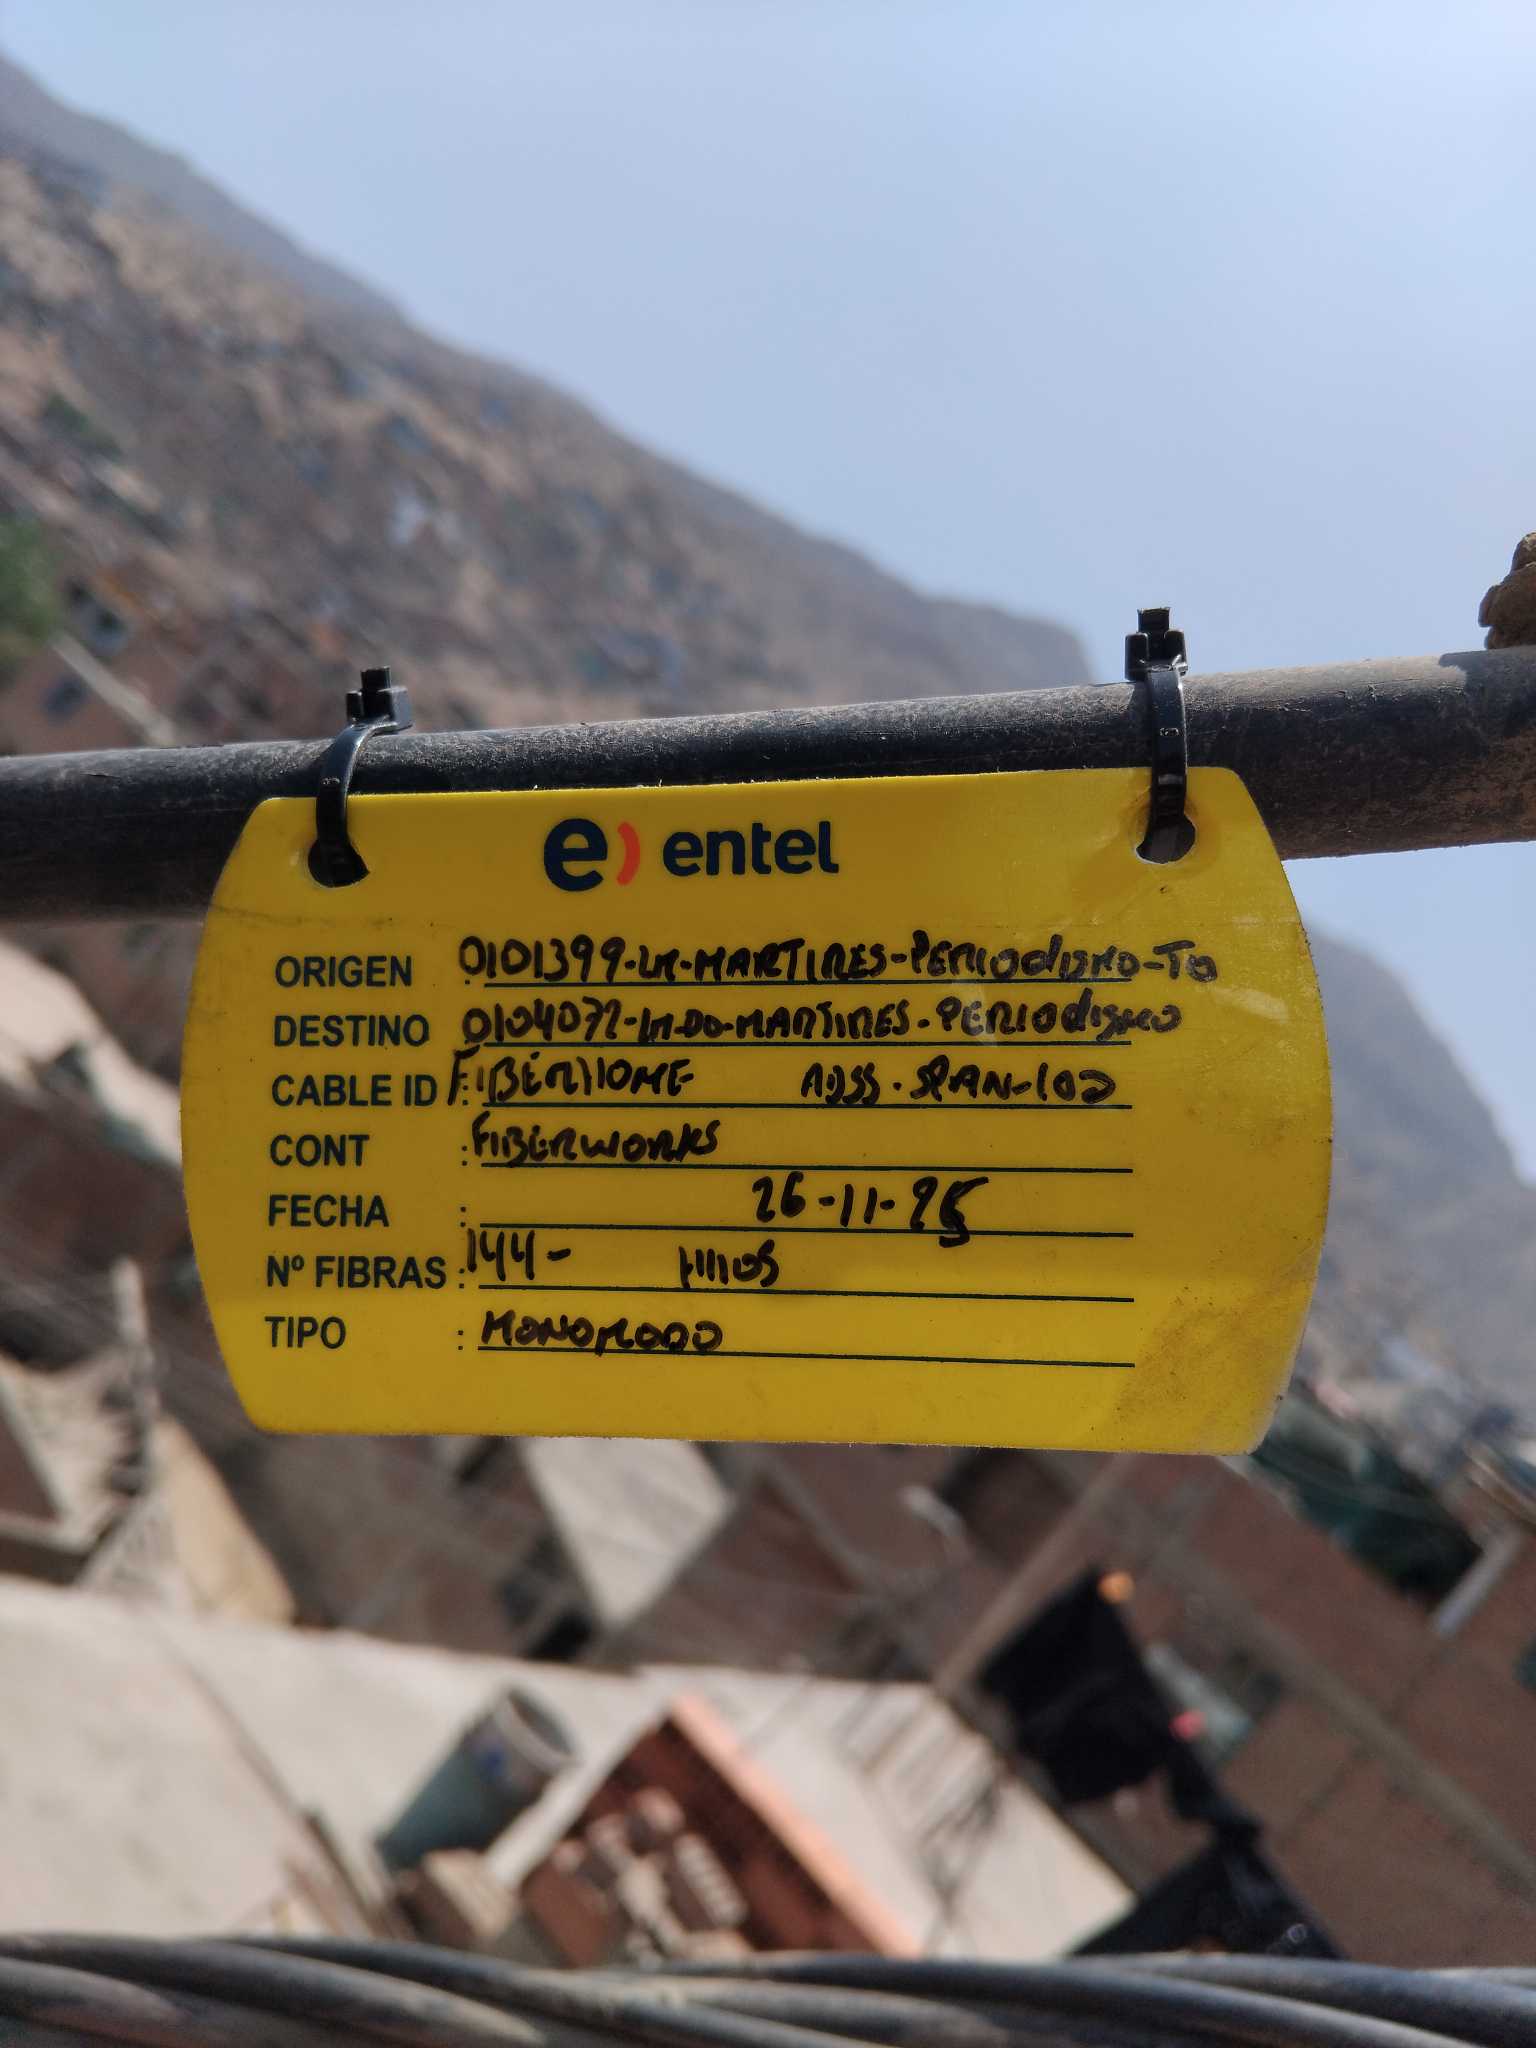 e) entel
ORIGEN : 0101399-LM-MARTIRES-PERIODISMO-TO
DESTINO : 0104072-LM-DO-MARTIRES-PERIODISMO
CABLE ID : FIBERHOME ADSS-SPAN-100
CONT : FIBERWORKS
FECHA : 26-11-25
Nº FIBRAS : 144- HILOS
TIPO : MONOMODO